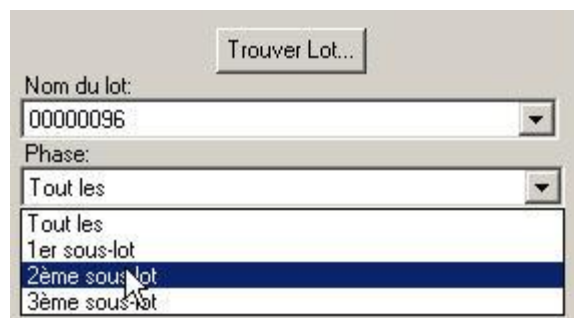 Trouver Lot...
Nom du lot:
00000096
Phase:
Tout les
Tout les
1er sous-lot
2ème sous-lot
3ème sous-lot